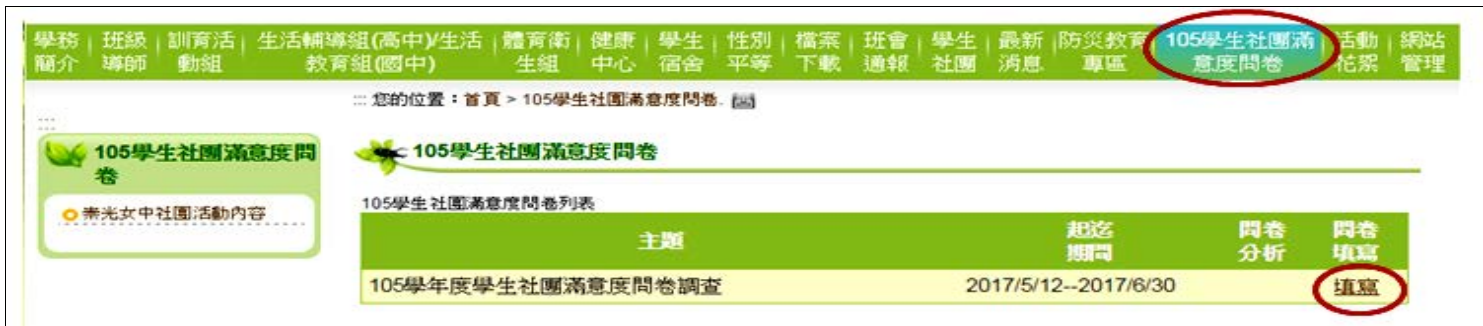 學務簡介 | 班級導師 | 訓育活動組 | 生活輔導組(高中)/生活教育組(國中) | 體育衛生組 | 健康中心 | 學生宿舍 | 性別平等 | 檔案下載 | 班會通報 | 學生社團 | 最新消息 | 防災教育專區 | 105學生社團滿意度問卷 | 活動花絮 | 網站管理
::: 您的位置：首頁 > 105學生社團滿意度問卷.
:::
105學生社團滿意度問
卷
崇光女中社團活動內容
105學生社團滿意度問卷
105學生社團滿意度問卷列表
主題 起迄期間 問卷分析 問卷填寫
105學年度學生社團滿意度問卷調查 2017/5/12--2017/6/30 填寫